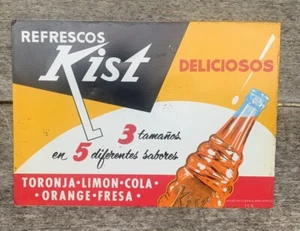 REFRESCOS
Kist
DELICIOSOS
3 tamaños
en 5 diferentes sabores
TORONJA•LIMON•COLA•
•ORANGE•FRESA•